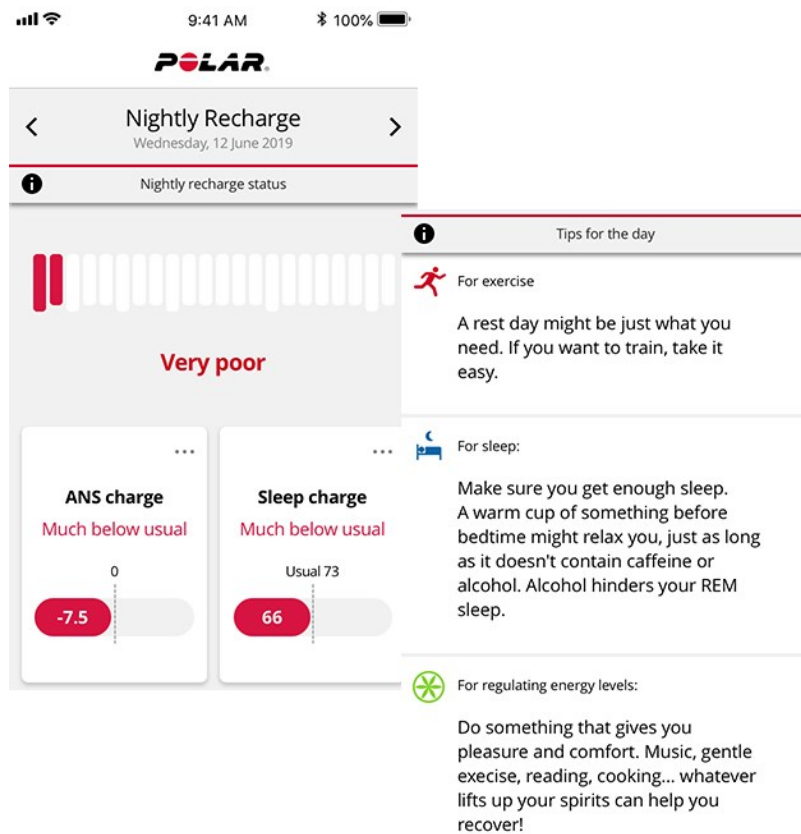 9:41 AM
100%
POLAR
Nightly Recharge
Wednesday, 12 June 2019
Nightly recharge status
Very poor
ANS charge
Much below usual
0
-7.5
Sleep charge
Much below usual
Usual 73
66
Tips for the day
For exercise
A rest day might be just what you
need. If you want to train, take it
easy.
For sleep:
Make sure you get enough sleep.
A warm cup of something before
bedtime might relax you, just as long
as it doesn't contain caffeine or
alcohol. Alcohol hinders your REM
sleep.
For regulating energy levels:
Do something that gives you
pleasure and comfort. Music, gentle
execise, reading, cooking... whatever
lifts up your spirits can help you
recover!